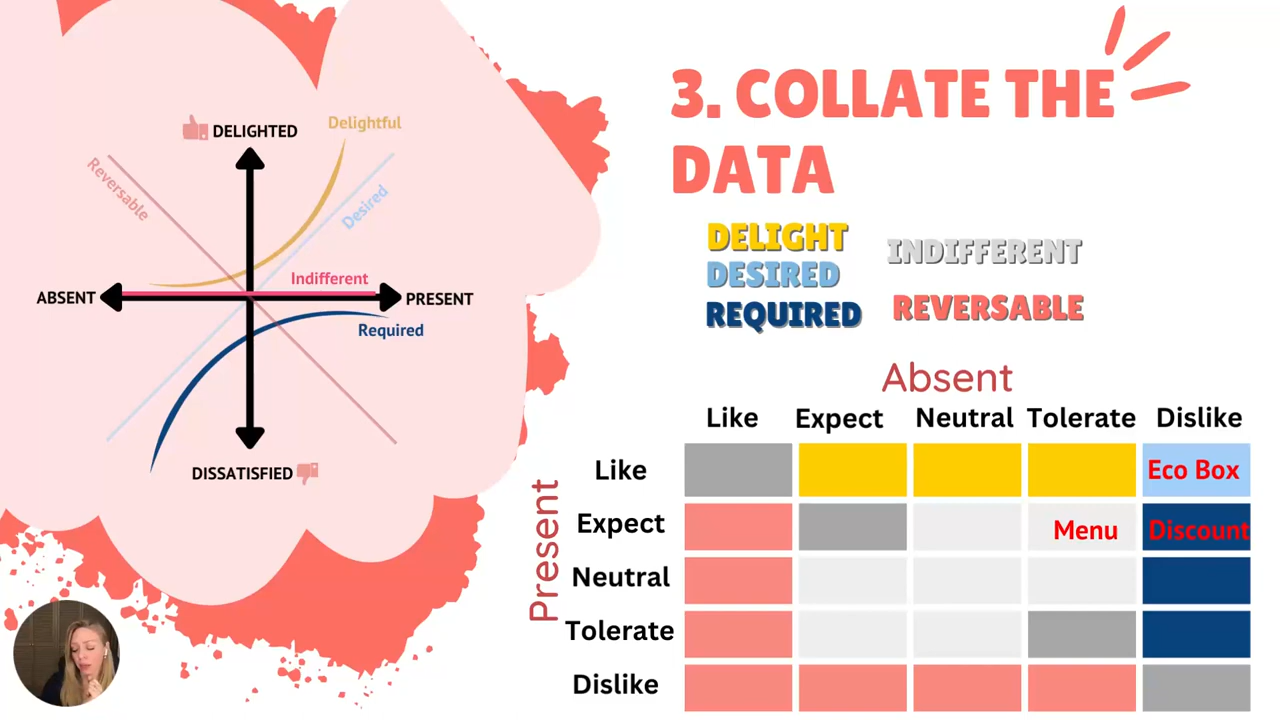 3. COLLATE THE
DATA
DELIGHTED
Delightful
Reversable
Desired
Indifferent
ABSENT
PRESENT
Required
DISSATISFIED
DELIGHT
DESIRED
REQUIRED
INDIFFERENT
REVERSABLE
Absent
Like Expect Neutral Tolerate Dislike
Present
Like Eco Box
Expect Menu Discount
Neutral
Tolerate
Dislike